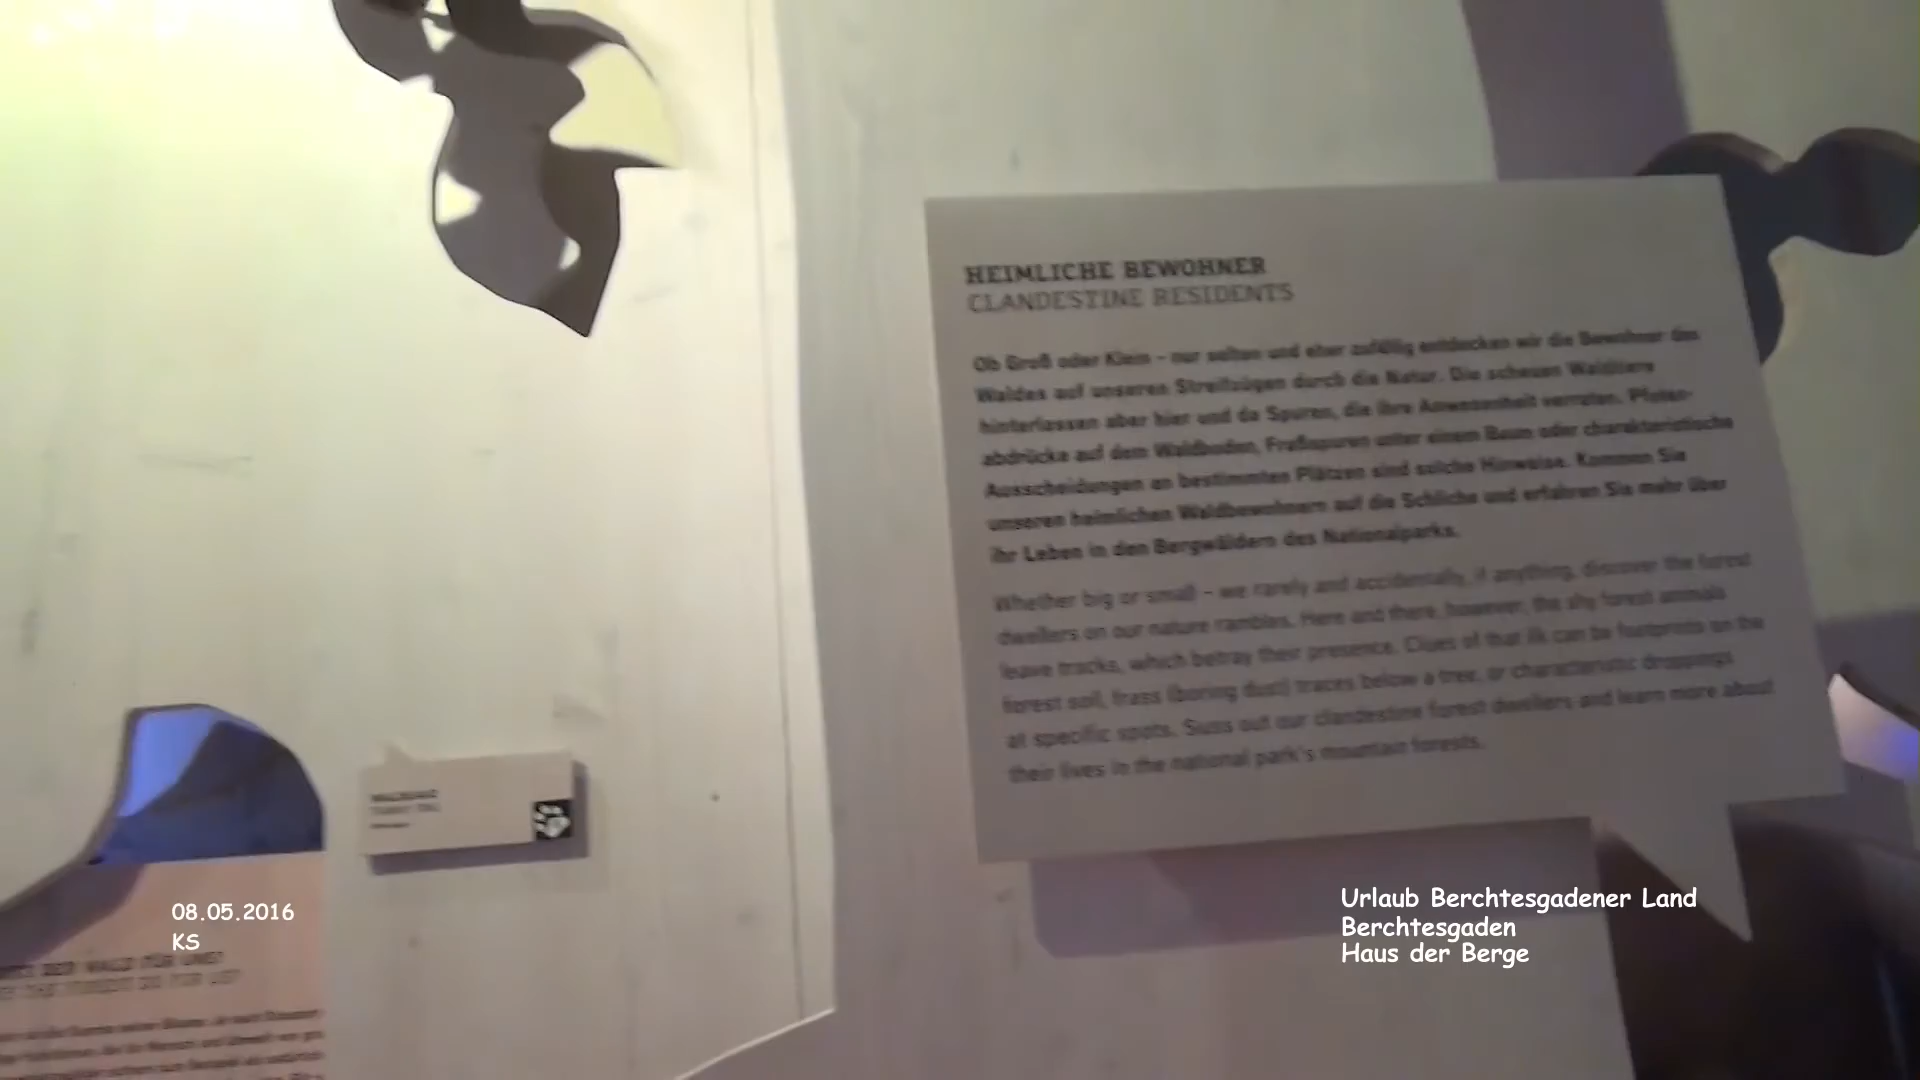 HEIMLICHE BEWOHNER
CLANDESTINE RESIDENTS
Ob Groß oder Klein – nur selten und eher zufällig entdecken wir die Bewohner des
Waldes auf unseren Streifzügen durch die Natur. Die scheuen Waldtiere
hinterlassen aber hier und da Spuren, die ihre Anwesenheit verraten. Pfoten-
abdrücke auf dem Waldboden, Fraßspuren unter einem Baum oder charakteristische
Ausscheidungen an bestimmten Plätzen sind solche Hinweise. Kommen Sie
unseren heimlichen Waldbewohnern auf die Schliche und erfahren Sie mehr über
ihr Leben in den Bergwäldern des Nationalparks.
Whether big or small – we rarely and accidentally, if anything, discover the forest
dwellers on our nature rambles. Here and there, however, the shy forest animals
leave tracks, which betray their presence. Clues of that ilk can be footprints on the
forest soil, frass (boring dust) traces below a tree, or characteristic droppings
at specific spots. Suss out our clandestine forest dwellers and learn more about
their lives in the national park's mountain forests.
08.05.2016
KS
DER WALD FÜR UNS?
Urlaub Berchtesgadener Land
Berchtesgaden
Haus der Berge